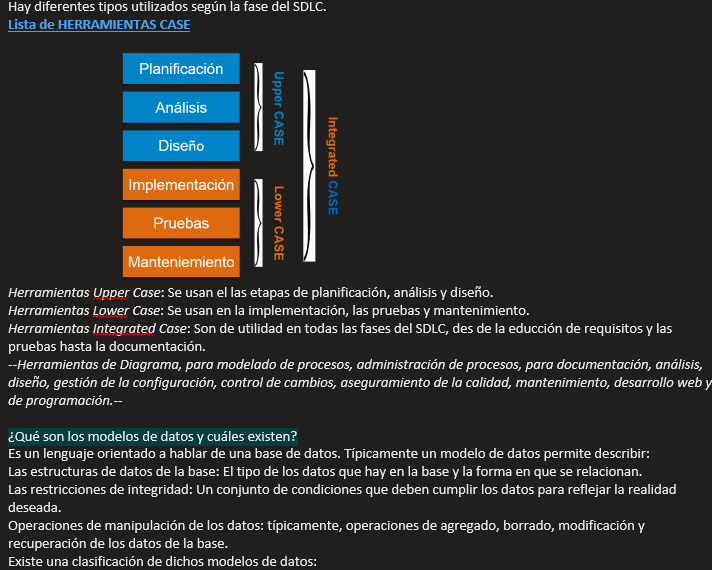 Hay diferentes tipos utilizados según la fase del SDLC.
Lista de HERRAMIENTAS CASE
Planificación
Análisis
Diseño
Implementación
Pruebas
Manteniemiento
Upper CASE
Lower CASE
Integrated CASE
Herramientas Upper Case: Se usan el las etapas de planificación, análisis y diseño.
Herramientas Lower Case: Se usan en la implementación, las pruebas y mantenimiento.
Herramientas Integrated Case: Son de utilidad en todas las fases del SDLC, des de la educción de requisitos y las
pruebas hasta la documentación.
--Herramientas de Diagrama, para modelado de procesos, administración de procesos, para documentación, análisis,
diseño, gestión de la configuración, control de cambios, aseguramiento de la calidad, mantenimiento, desarrollo web y
de programación.--
¿Qué son los modelos de datos y cuáles existen?
Es un lenguaje orientado a hablar de una base de datos. Típicamente un modelo de datos permite describir:
Las estructuras de datos de la base: El tipo de los datos que hay en la base y la forma en que se relacionan.
Las restricciones de integridad: Un conjunto de condiciones que deben cumplir los datos para reflejar la realidad
deseada.
Operaciones de manipulación de los datos: típicamente, operaciones de agregado, borrado, modificación y
recuperación de los datos de la base.
Existe una clasificación de dichos modelos de datos: